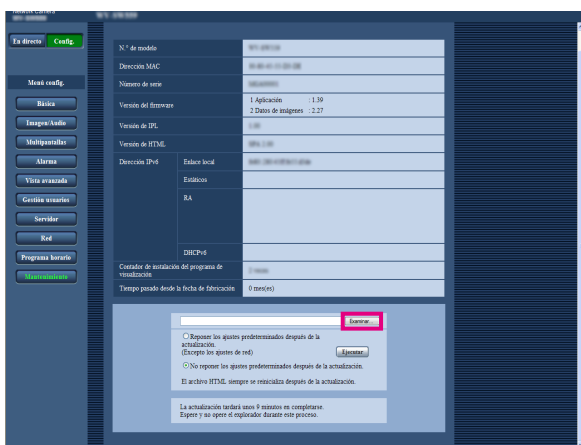 Network Camera
En directo Config.
Menú config.
Básica
Imagen/Audio
Multipantallas
Alarma
Vista avanzada
Gestión usuarios
Servidor
Red
Programa horario
Mantenimiento
N.° de modelo
Dirección MAC
Número de serie
Versión del firmware
1 Aplicación : 1.39
2 Datos de imágenes : 2.27
Versión de IPL
Versión de HTML
Dirección IPv6 Enlace local
Estáticos
RA
DHCPv6
Contador de instalación del programa de
visualización
Tiempo pasado desde la fecha de fabricación 0 mes(es)
Examinar...
Reponer los ajustes predeterminados después de la
actualización.
(Excepto los ajustes de red)
Ejecutar
No reponer los ajustes predeterminados después de la actualización.
El archivo HTML siempre se reinicializa después de la actualización.
La actualización tardará unos 9 minutos en completarse.
Espere y no opere el explorador durante este proceso.